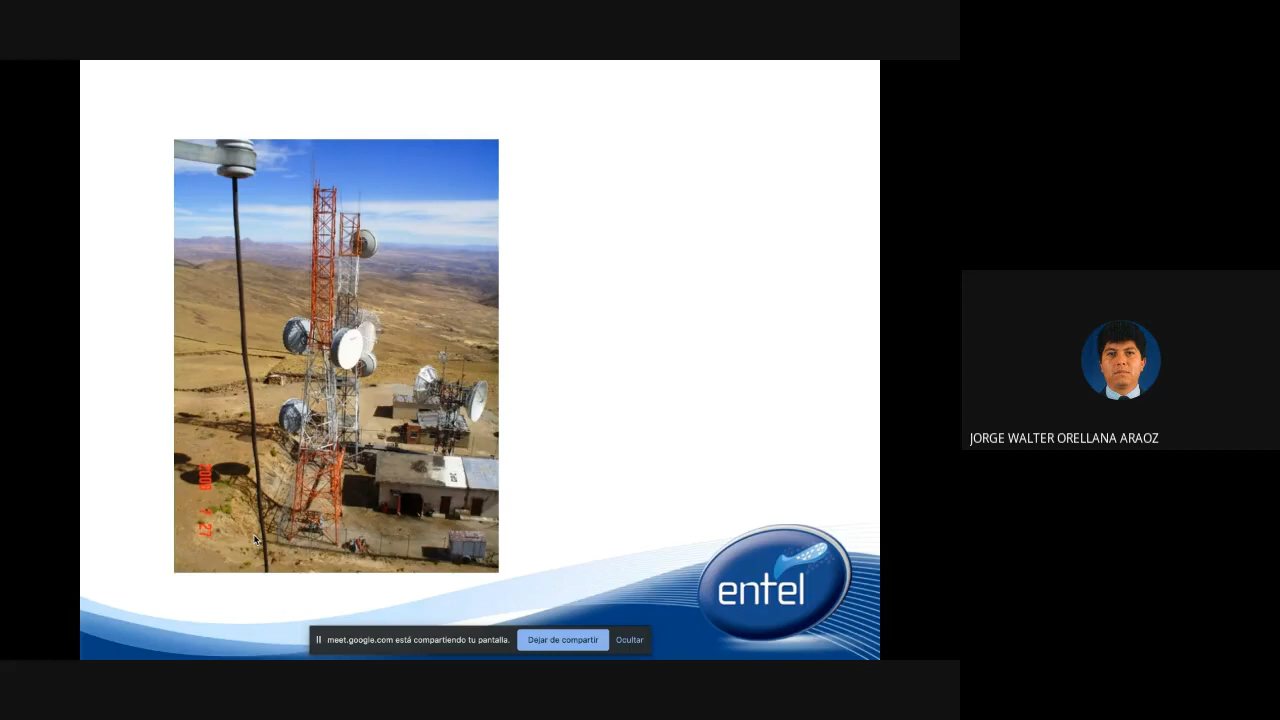 entel
meet.google.com está compartiendo tu pantalla.
Dejar de compartir
Ocultar
JORGE WALTER ORELLANA ARAOZ